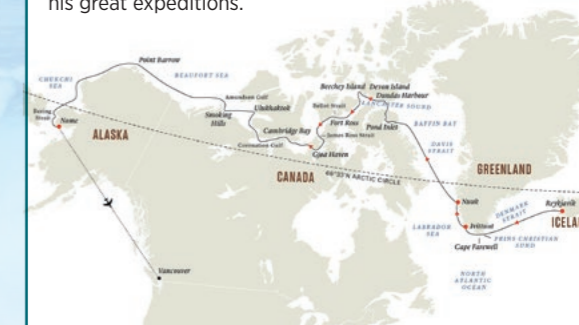 his great expeditions.
Point Barrow
CHUKCHI
SEA
BEAUFORT SEA
Bering
Strait
Nome
ALASKA
Amundsen Gulf
Ulukhaktok
Smoking
Hills
Cambridge Bay
Coronation Gulf
Beechey Island
Devon Island
Dundas Harbour
LANCASTER SOUND
Bellot Strait
Fort Ross
Pond Inlet
James Ross Strait
Gjoa Haven
BAFFIN BAY
DAVIS
STRAIT
CANADA
66°33'N ARCTIC CIRCLE
GREENLAND
Nuuk
DENMARK
STRAIT
Reykjavik
ICELA
LABRADOR
SEA
Ivittuut
PRINS CHRISTIAN
SUND
Cape Farewell
NORTH
ATLANTIC
OCEAN
Vancouver